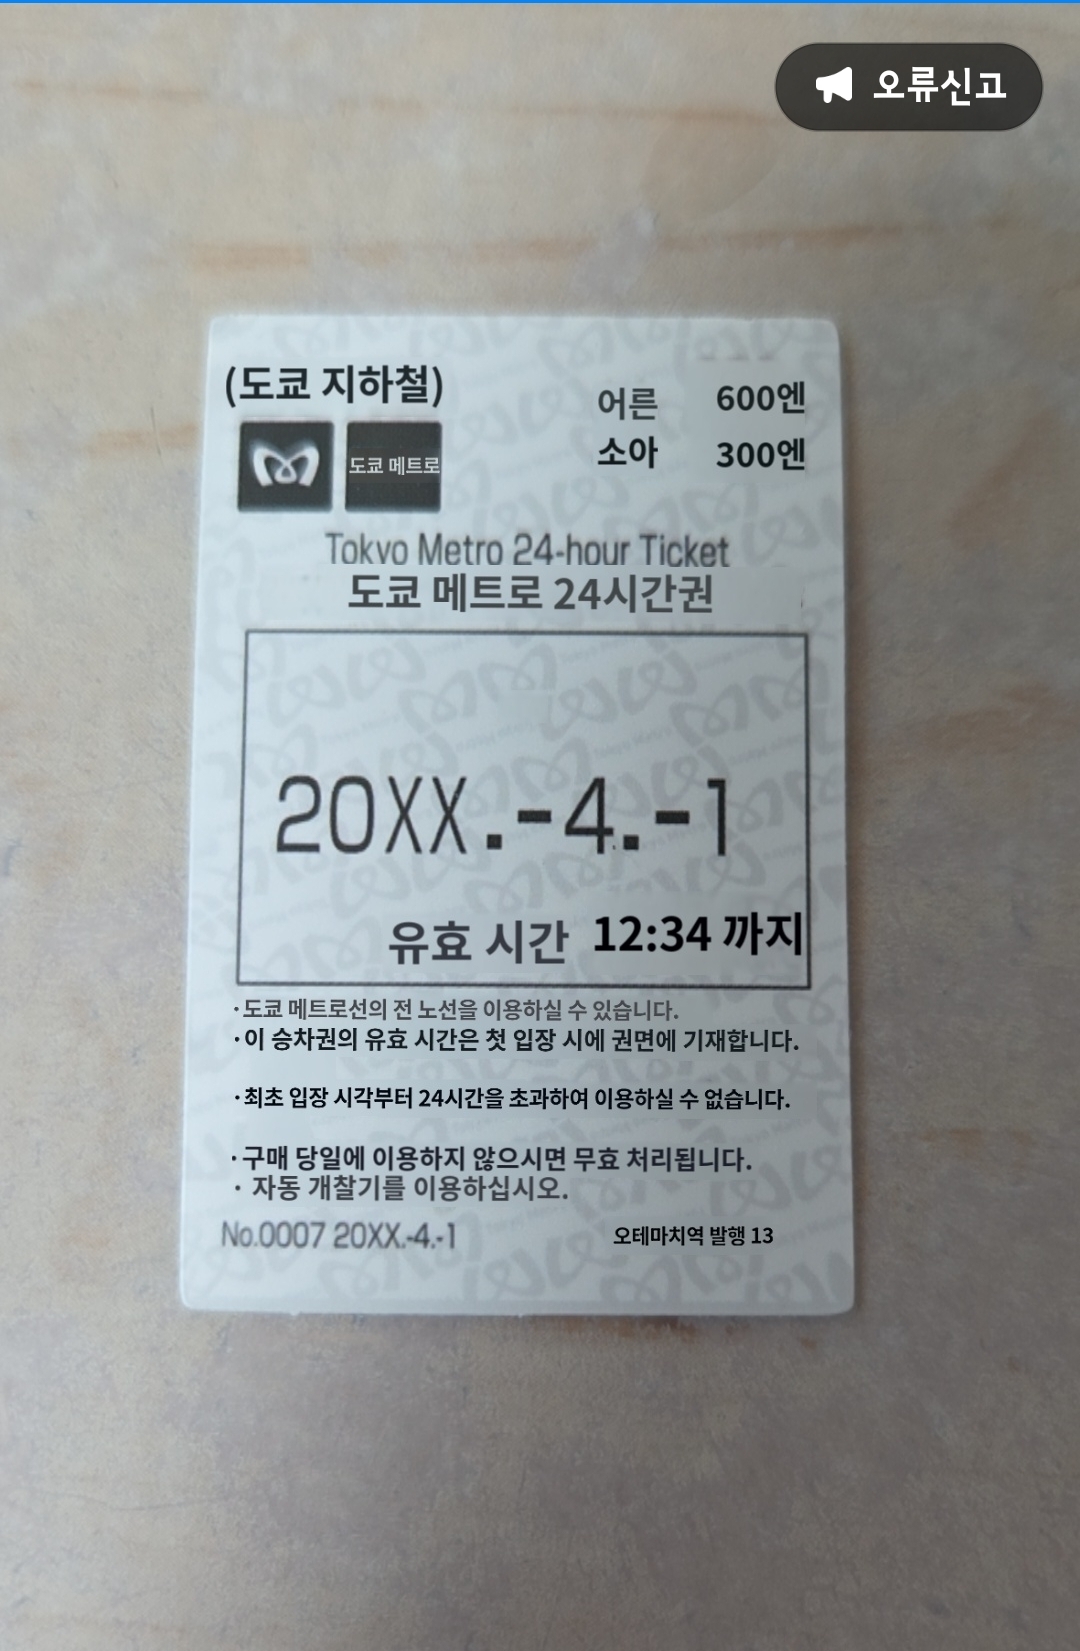 오류신고
(도쿄 지하철)
어른 600엔
소아 300엔
도쿄 메트로
Tokyo Metro 24-hour Ticket
도쿄 메트로 24시간권
20XX.-4.-1
유효 시간 12:34 까지
·도쿄 메트로선의 전 노선을 이용하실 수 있습니다.
·이 승차권의 유효 시간은 첫 입장 시에 권면에 기재합니다.
·최초 입장 시각부터 24시간을 초과하여 이용하실 수 없습니다.
·구매 당일에 이용하지 않으시면 무효 처리됩니다.
· 자동 개찰기를 이용하십시오.
No.0007 20XX.-4.-1 오테마치역 발행 13